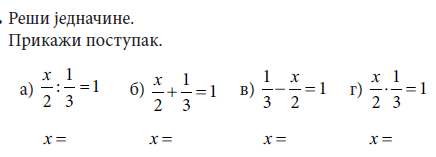 Реши једначине.
Прикажи поступак.
а) x/2 : 1/3 = 1 б) x/2 + 1/3 = 1 в) 1/3 − x/2 = 1 г) x/2 · 1/3 = 1
x = x = x = x =